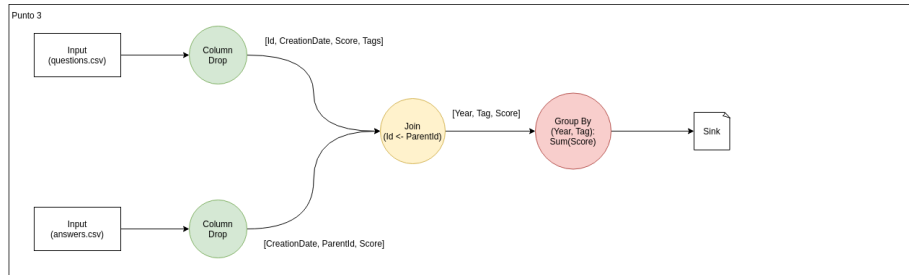 Punto 3
Input
(questions.csv)
Column
Drop
[Id, CreationDate, Score, Tags]
Join
(Id <- ParentId)
[Year, Tag, Score]
Group By
(Year, Tag):
Sum(Score)
Sink
Input
(answers.csv)
Column
Drop
[CreationDate, ParentId, Score]